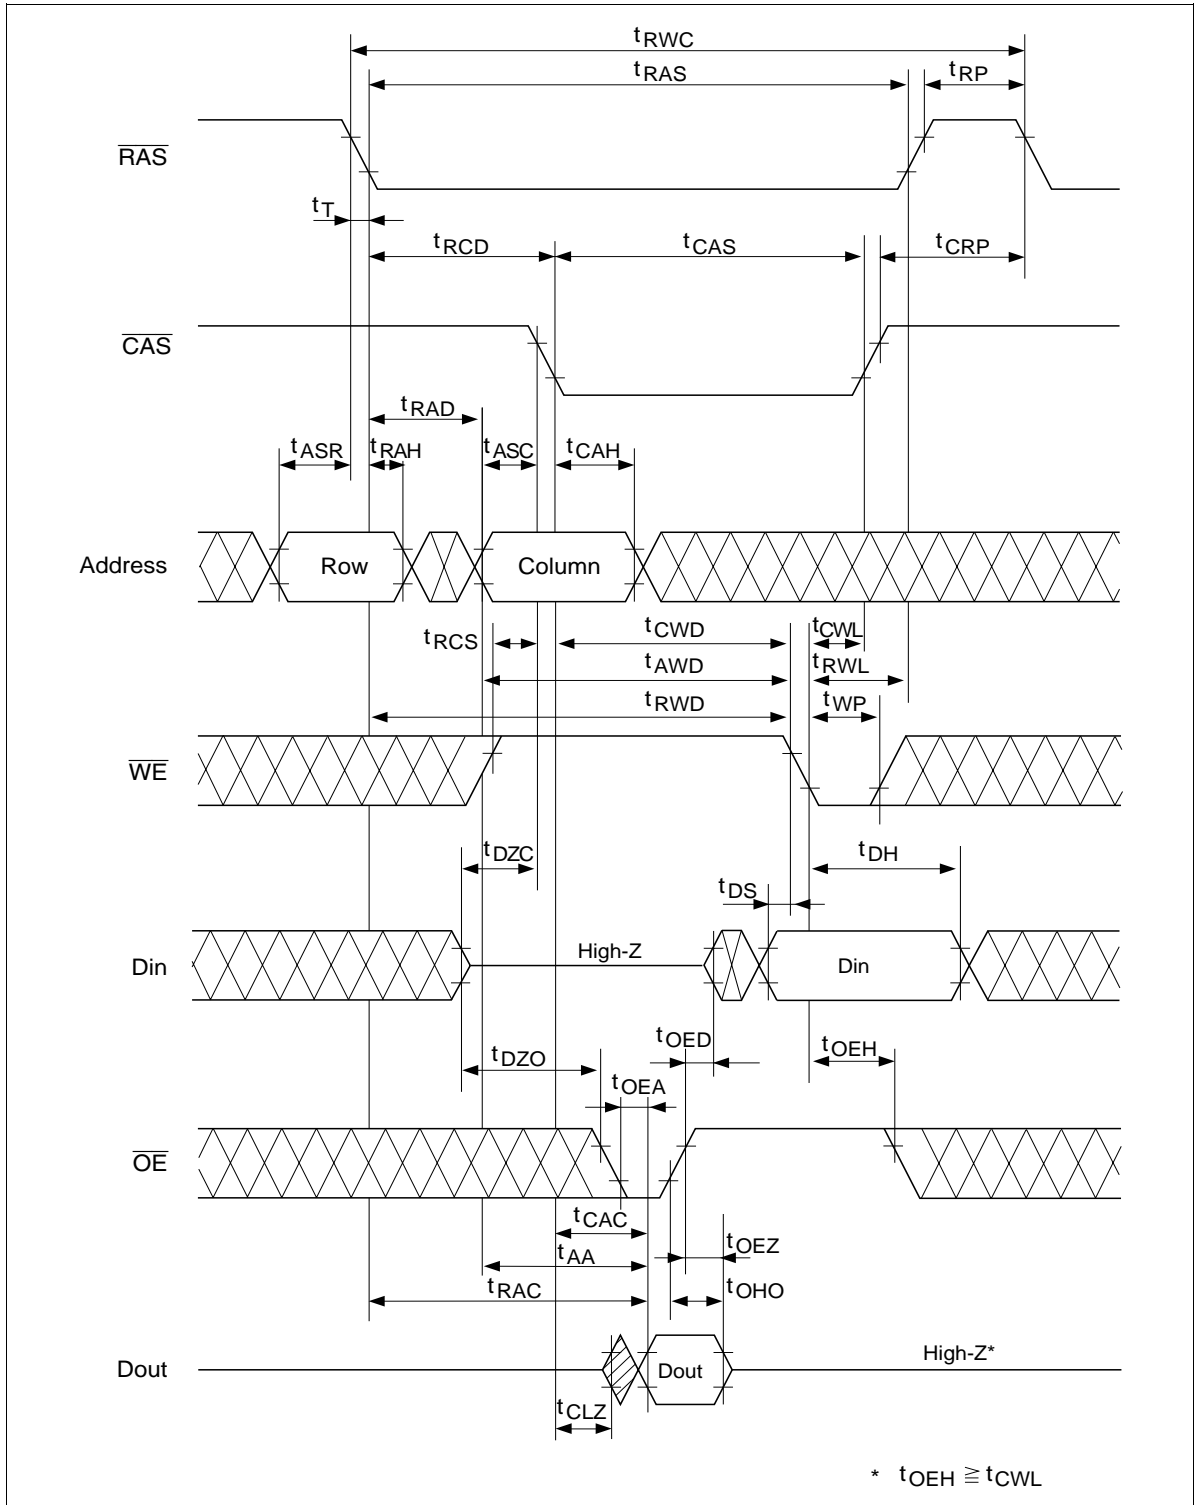 tRWC
tRAS
tRP
RAS
tT
tRCD
tCAS
tCRP
CAS
tRAD
tASR
tRAH
tASC
tCAH
Address
Row
Column
tRCS
tCWD
tCWL
tAWD
tRWL
tRWD
tWP
WE
tDZC
tDH
tDS
Din
High-Z
Din
tDZO
tOED
tOEH
tOEA
OE
tCAC
tOEZ
tAA
tRAC
tOHO
Dout
Dout
High-Z*
tCLZ
* tOEH ≧ tCWL